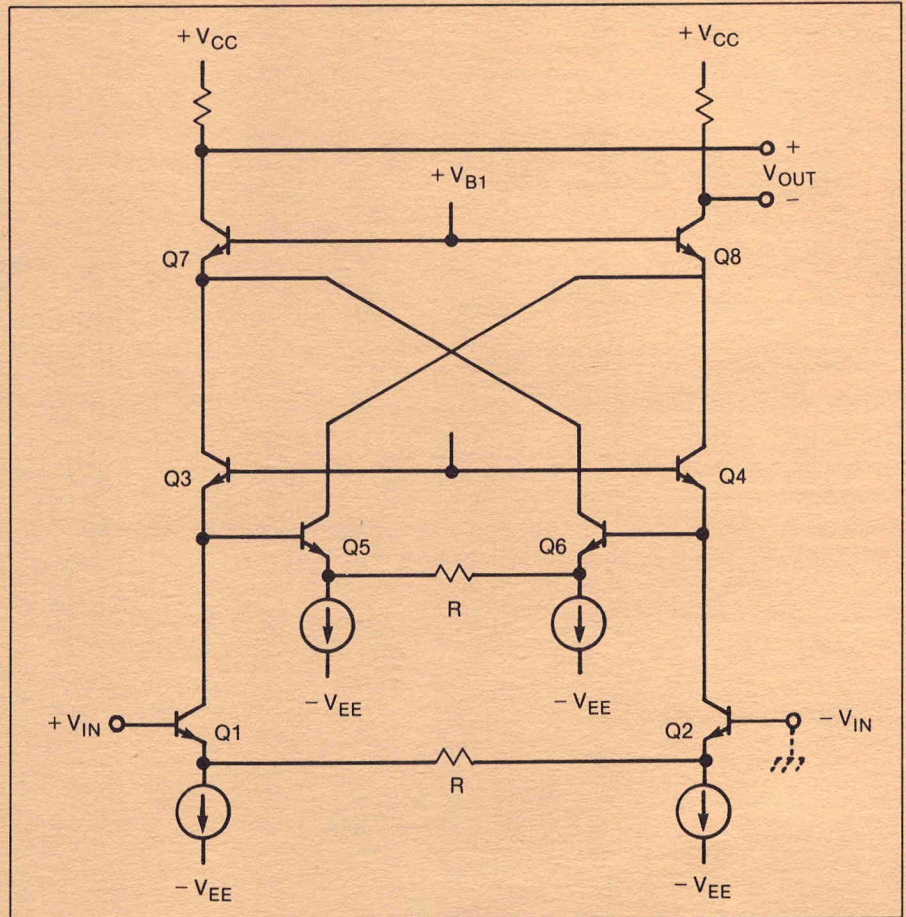 + VCC
+ VCC
+
+ VB1
VOUT
-
Q7
Q8
Q3
Q4
Q5
Q6
R
- VEE
- VEE
+ VIN
Q1
Q2
- VIN
R
- VEE
- VEE